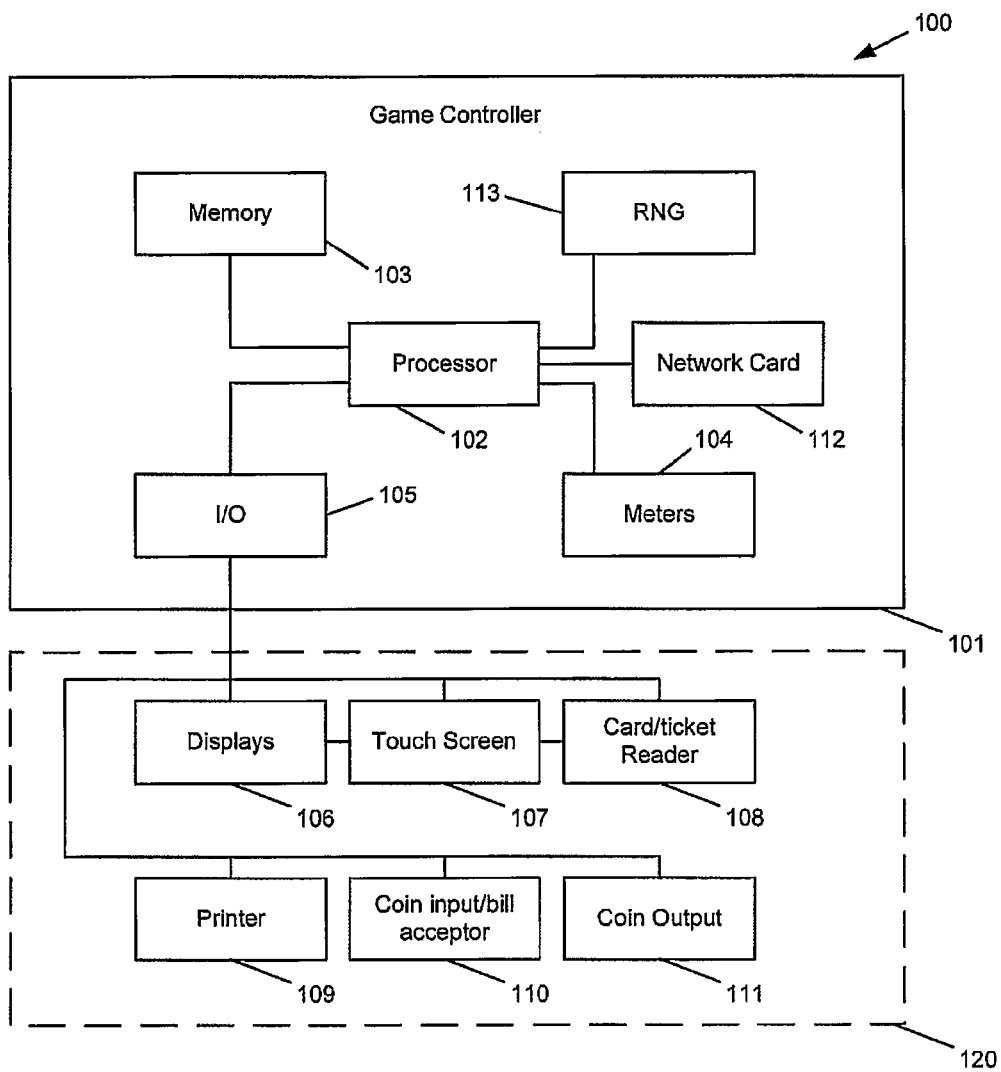 100
Game Controller
Memory
113
RNG
103
Processor
Network Card
102
104
112
I/O
105
Meters
101
Displays
Touch Screen
Card/ticket
Reader
106
107
108
Printer
Coin input/bill
acceptor
Coin Output
109
110
111
120